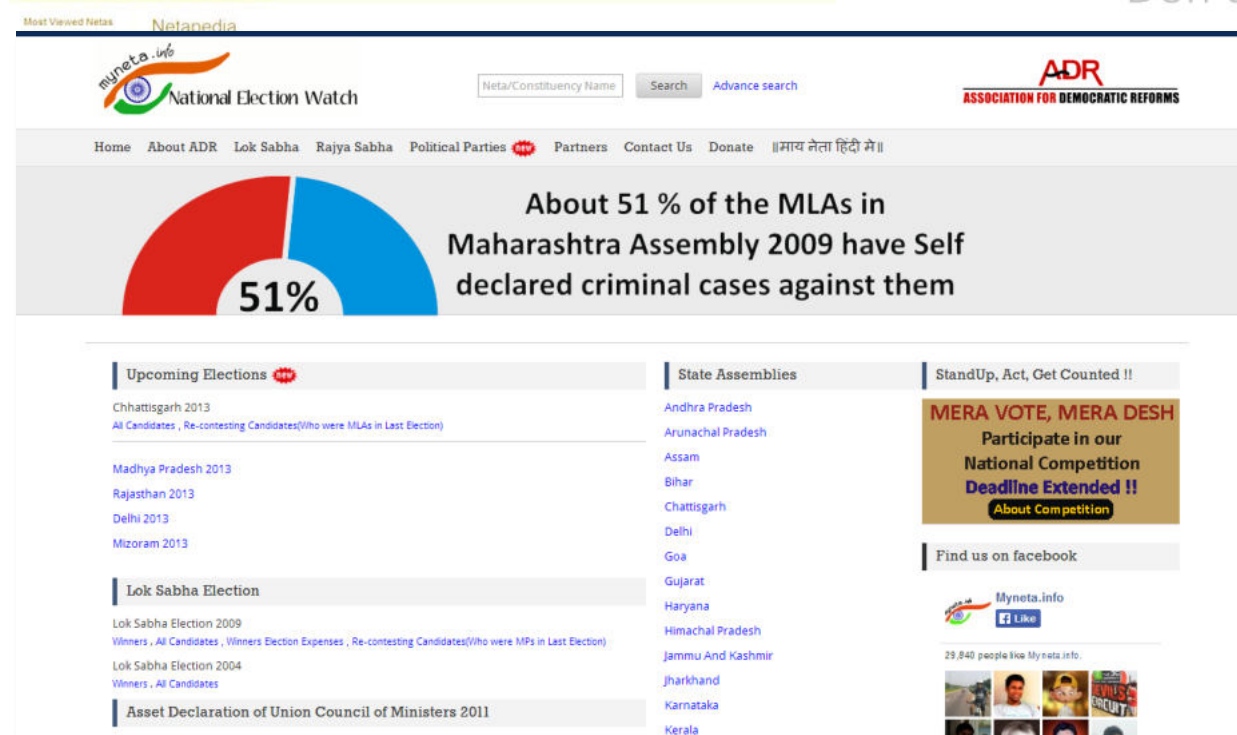 Most Viewed Netas
Netapedia
myneta.info
National Election Watch
Neta/Constituency Name
Search
Advance search
ADR
ASSOCIATION FOR DEMOCRATIC REFORMS
Home About ADR Lok Sabha Rajya Sabha Political Parties new Partners Contact Us Donate ॥माय नेता हिंदी मे॥
51%
About 51 % of the MLAs in
Maharashtra Assembly 2009 have Self
declared criminal cases against them
Upcoming Elections new
Chhattisgarh 2013
All Candidates , Re-contesting Candidates(Who were MLAs in Last Election)
Madhya Pradesh 2013
Rajasthan 2013
Delhi 2013
Mizoram 2013
Lok Sabha Election
Lok Sabha Election 2009
Winners , All Candidates , Winners Election Expenses , Re-contesting Candidates(Who were MPs in Last Election)
Lok Sabha Election 2004
Winners , All Candidates
Asset Declaration of Union Council of Ministers 2011
State Assemblies
Andhra Pradesh
Arunachal Pradesh
Assam
Bihar
Chattisgarh
Delhi
Goa
Gujarat
Haryana
Himachal Pradesh
Jammu And Kashmir
Jharkhand
Karnataka
Kerala
StandUp, Act, Get Counted !!
MERA VOTE, MERA DESH
Participate in our
National Competition
Deadline Extended !!
About Competition
Find us on facebook
Myneta.info
Like
29,840 people like Myneta.info.
DEVILS
CIRCUIT